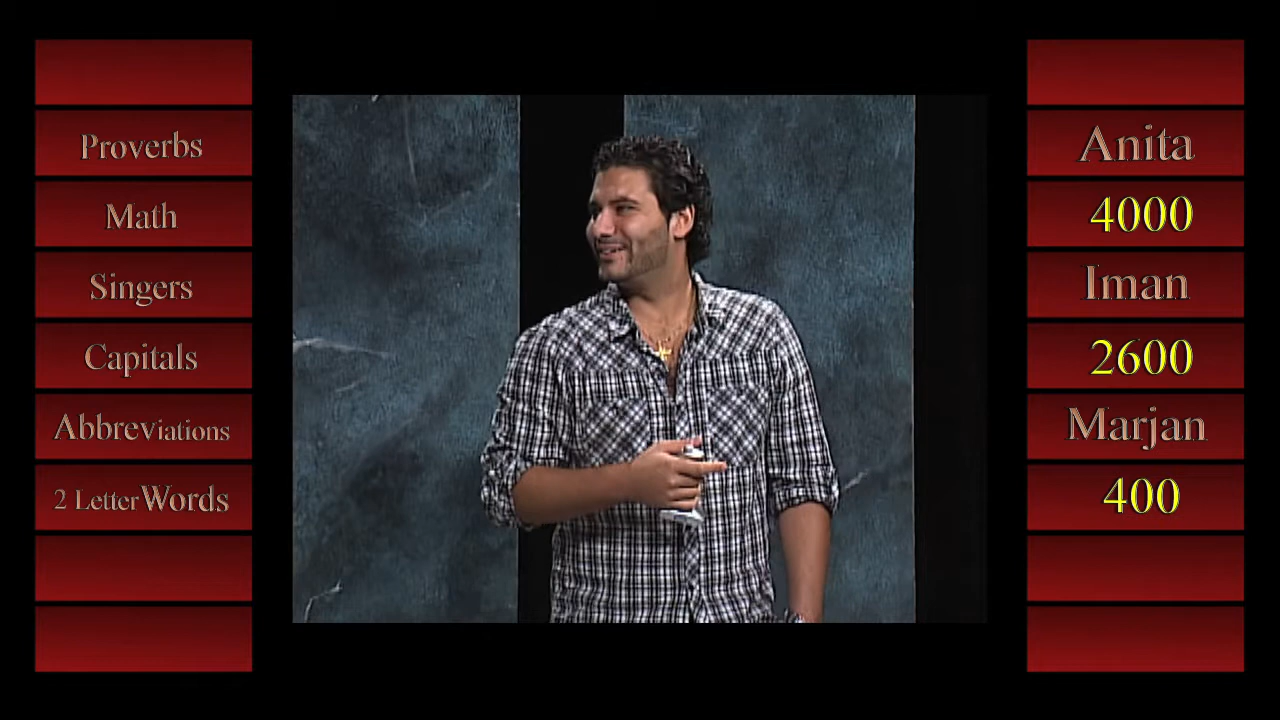 Proverbs
Math
Singers
Capitals
Abbreviations
2 Letter Words
Anita
4000
Iman
2600
Marjan
400